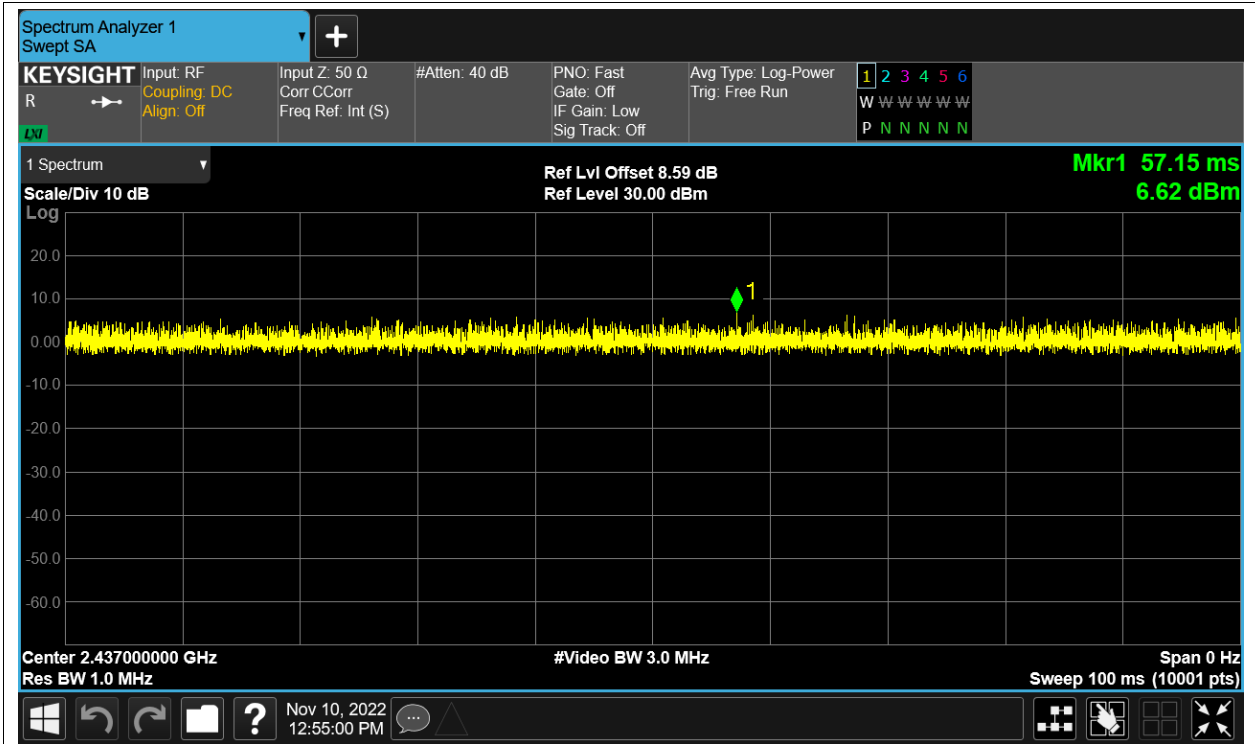 Spectrum Analyzer 1
Swept SA
+
KEYSIGHT
R
LXI
Input: RF
Coupling: DC
Align: Off
Input Z: 50 Ω
Corr CCorr
Freq Ref: Int (S)
#Atten: 40 dB
PNO: Fast
Gate: Off
IF Gain: Low
Sig Track: Off
Avg Type: Log-Power
Trig: Free Run
1 2 3 4 5 6
W W W W W W
P N N N N N
1 Spectrum
Scale/Div 10 dB
Ref Lvl Offset 8.59 dB
Ref Level 30.00 dBm
Mkr1 57.15 ms
6.62 dBm
Log
20.0
10.0
0.00
-10.0
-20.0
-30.0
-40.0
-50.0
-60.0
1
Center 2.437000000 GHz
Res BW 1.0 MHz
#Video BW 3.0 MHz
Span 0 Hz
Sweep 100 ms (10001 pts)
?
Nov 10, 2022
12:55:00 PM